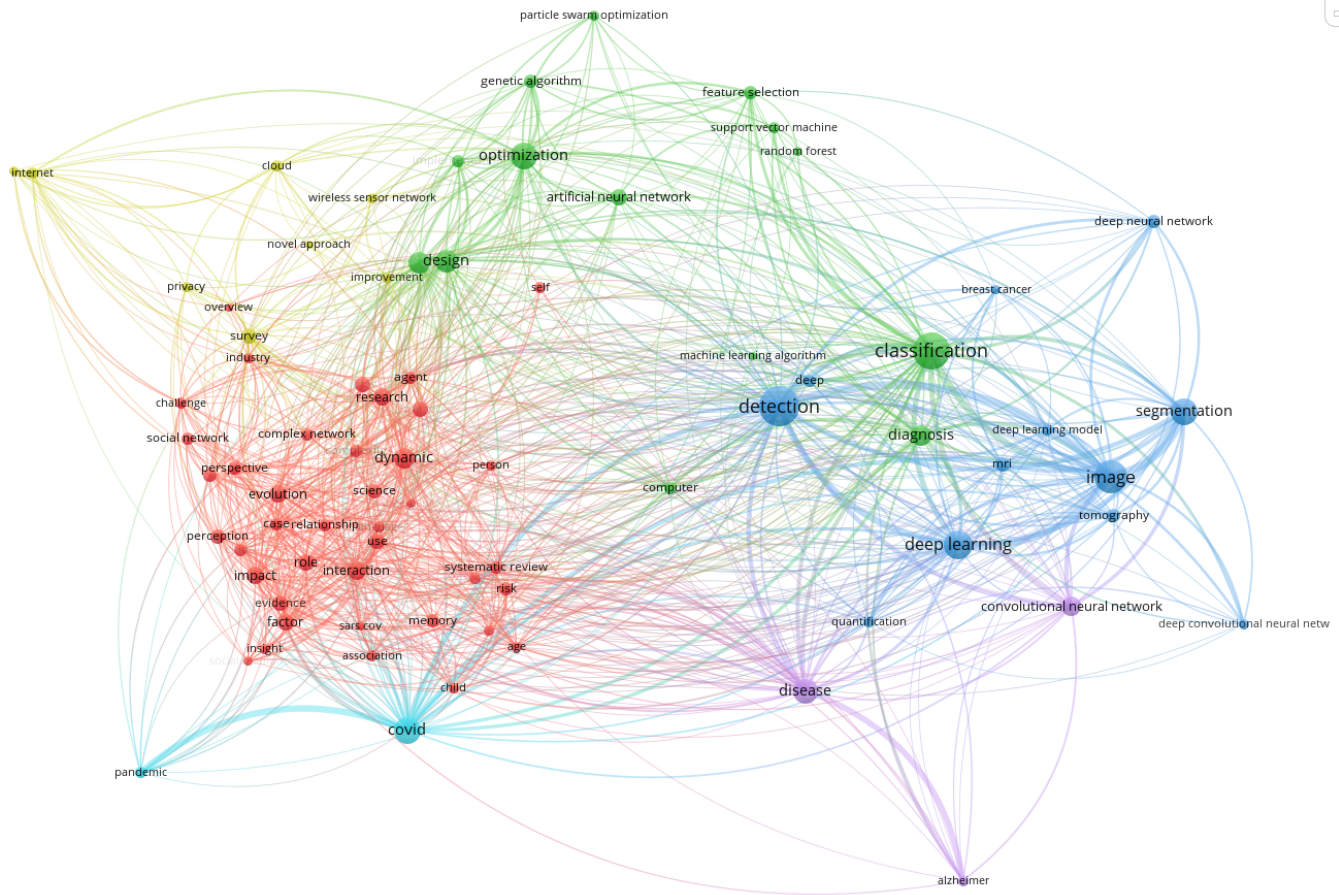 particle swarm optimization
genetic algorithm
feature selection
support vector machine
random forest
optimization
cloud
internet
wireless sensor network
artificial neural network
deep neural network
novel approach
design
improvement
privacy
self
breast cancer
overview
survey
industry
machine learning algorithm
classification
deep
agent
research
challenge
detection
segmentation
social network
complex network
diagnosis
deep learning model
dynamic
perspective
person
mri
image
evolution
science
computer
tomography
case
relationship
perception
use
deep learning
role
interaction
impact
systematic review
risk
evidence
factor
sars cov
memory
quantification
convolutional neural network
deep convolutional neural netw
insight
association
age
child
disease
covid
pandemic
alzheimer